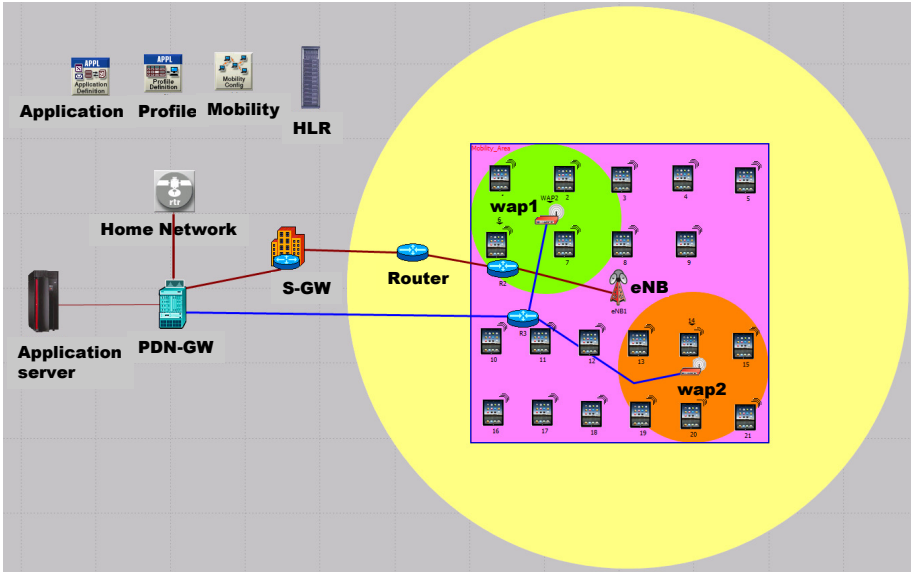 APPL
Application
Definition
APPL
Profile
Definition
Mobility
Config
Application
Profile
Mobility
HLR
rtr
Home Network
S-GW
Router
Application
server
PDN-GW
Mobility_Area
2
3
4
5
WAP2
wap1
6
7
8
9
R2
eNB
eNB1
R3
10
11
12
13
14
15
wap2
16
17
18
19
20
21